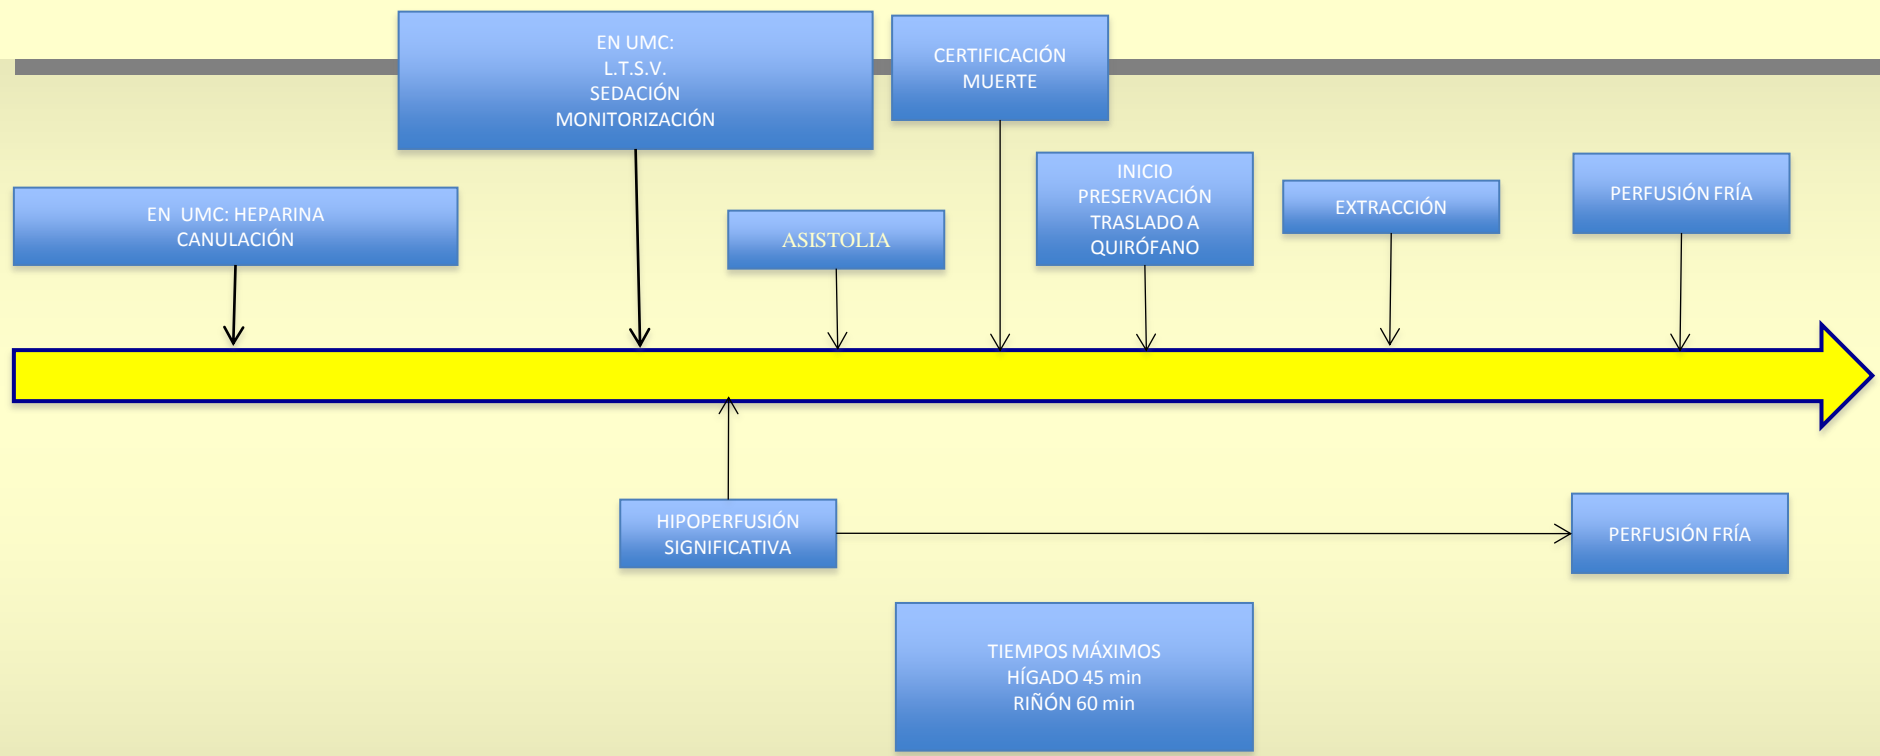 EN UMC:
L.T.S.V.
SEDACIÓN
MONITORIZACIÓN
CERTIFICACIÓN
MUERTE
EN UMC: HEPARINA
CANULACIÓN
ASISTOLIA
INICIO
PRESERVACIÓN
TRASLADO A
QUIRÓFANO
EXTRACCIÓN
PERFUSIÓN FRÍA
HIPOPERFUSIÓN
SIGNIFICATIVA
PERFUSIÓN FRÍA
TIEMPOS MÁXIMOS
HÍGADO 45 min
RIÑÓN 60 min